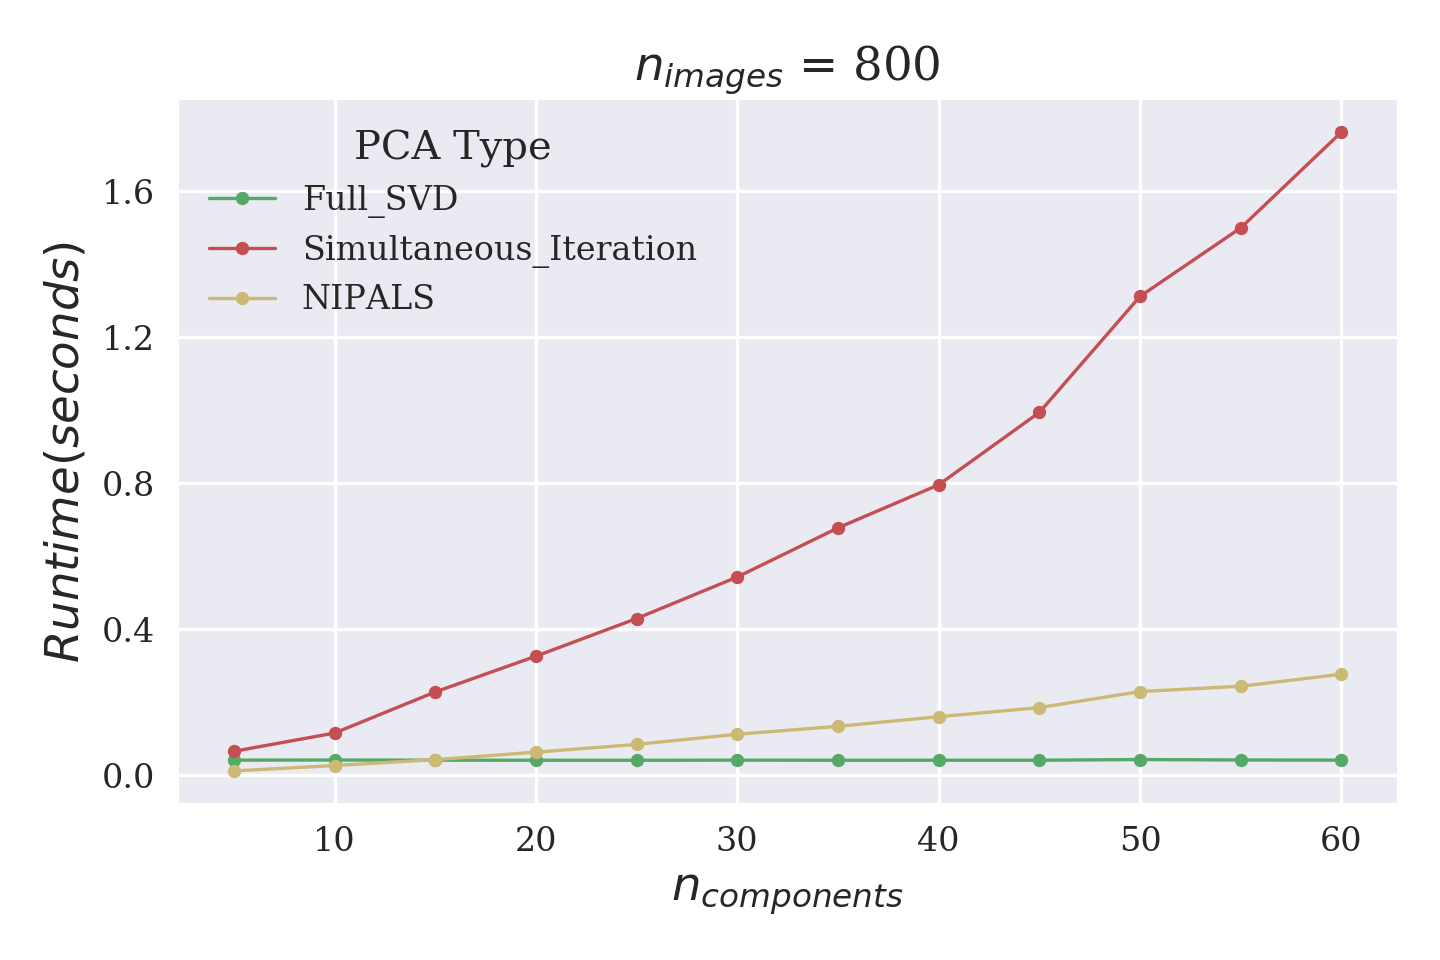 n_images = 800
PCA Type
Full_SVD
Simultaneous_Iteration
NIPALS
Runtime(seconds)
1.6
1.2
0.8
0.4
0.0
10 20 30 40 50 60
n_components